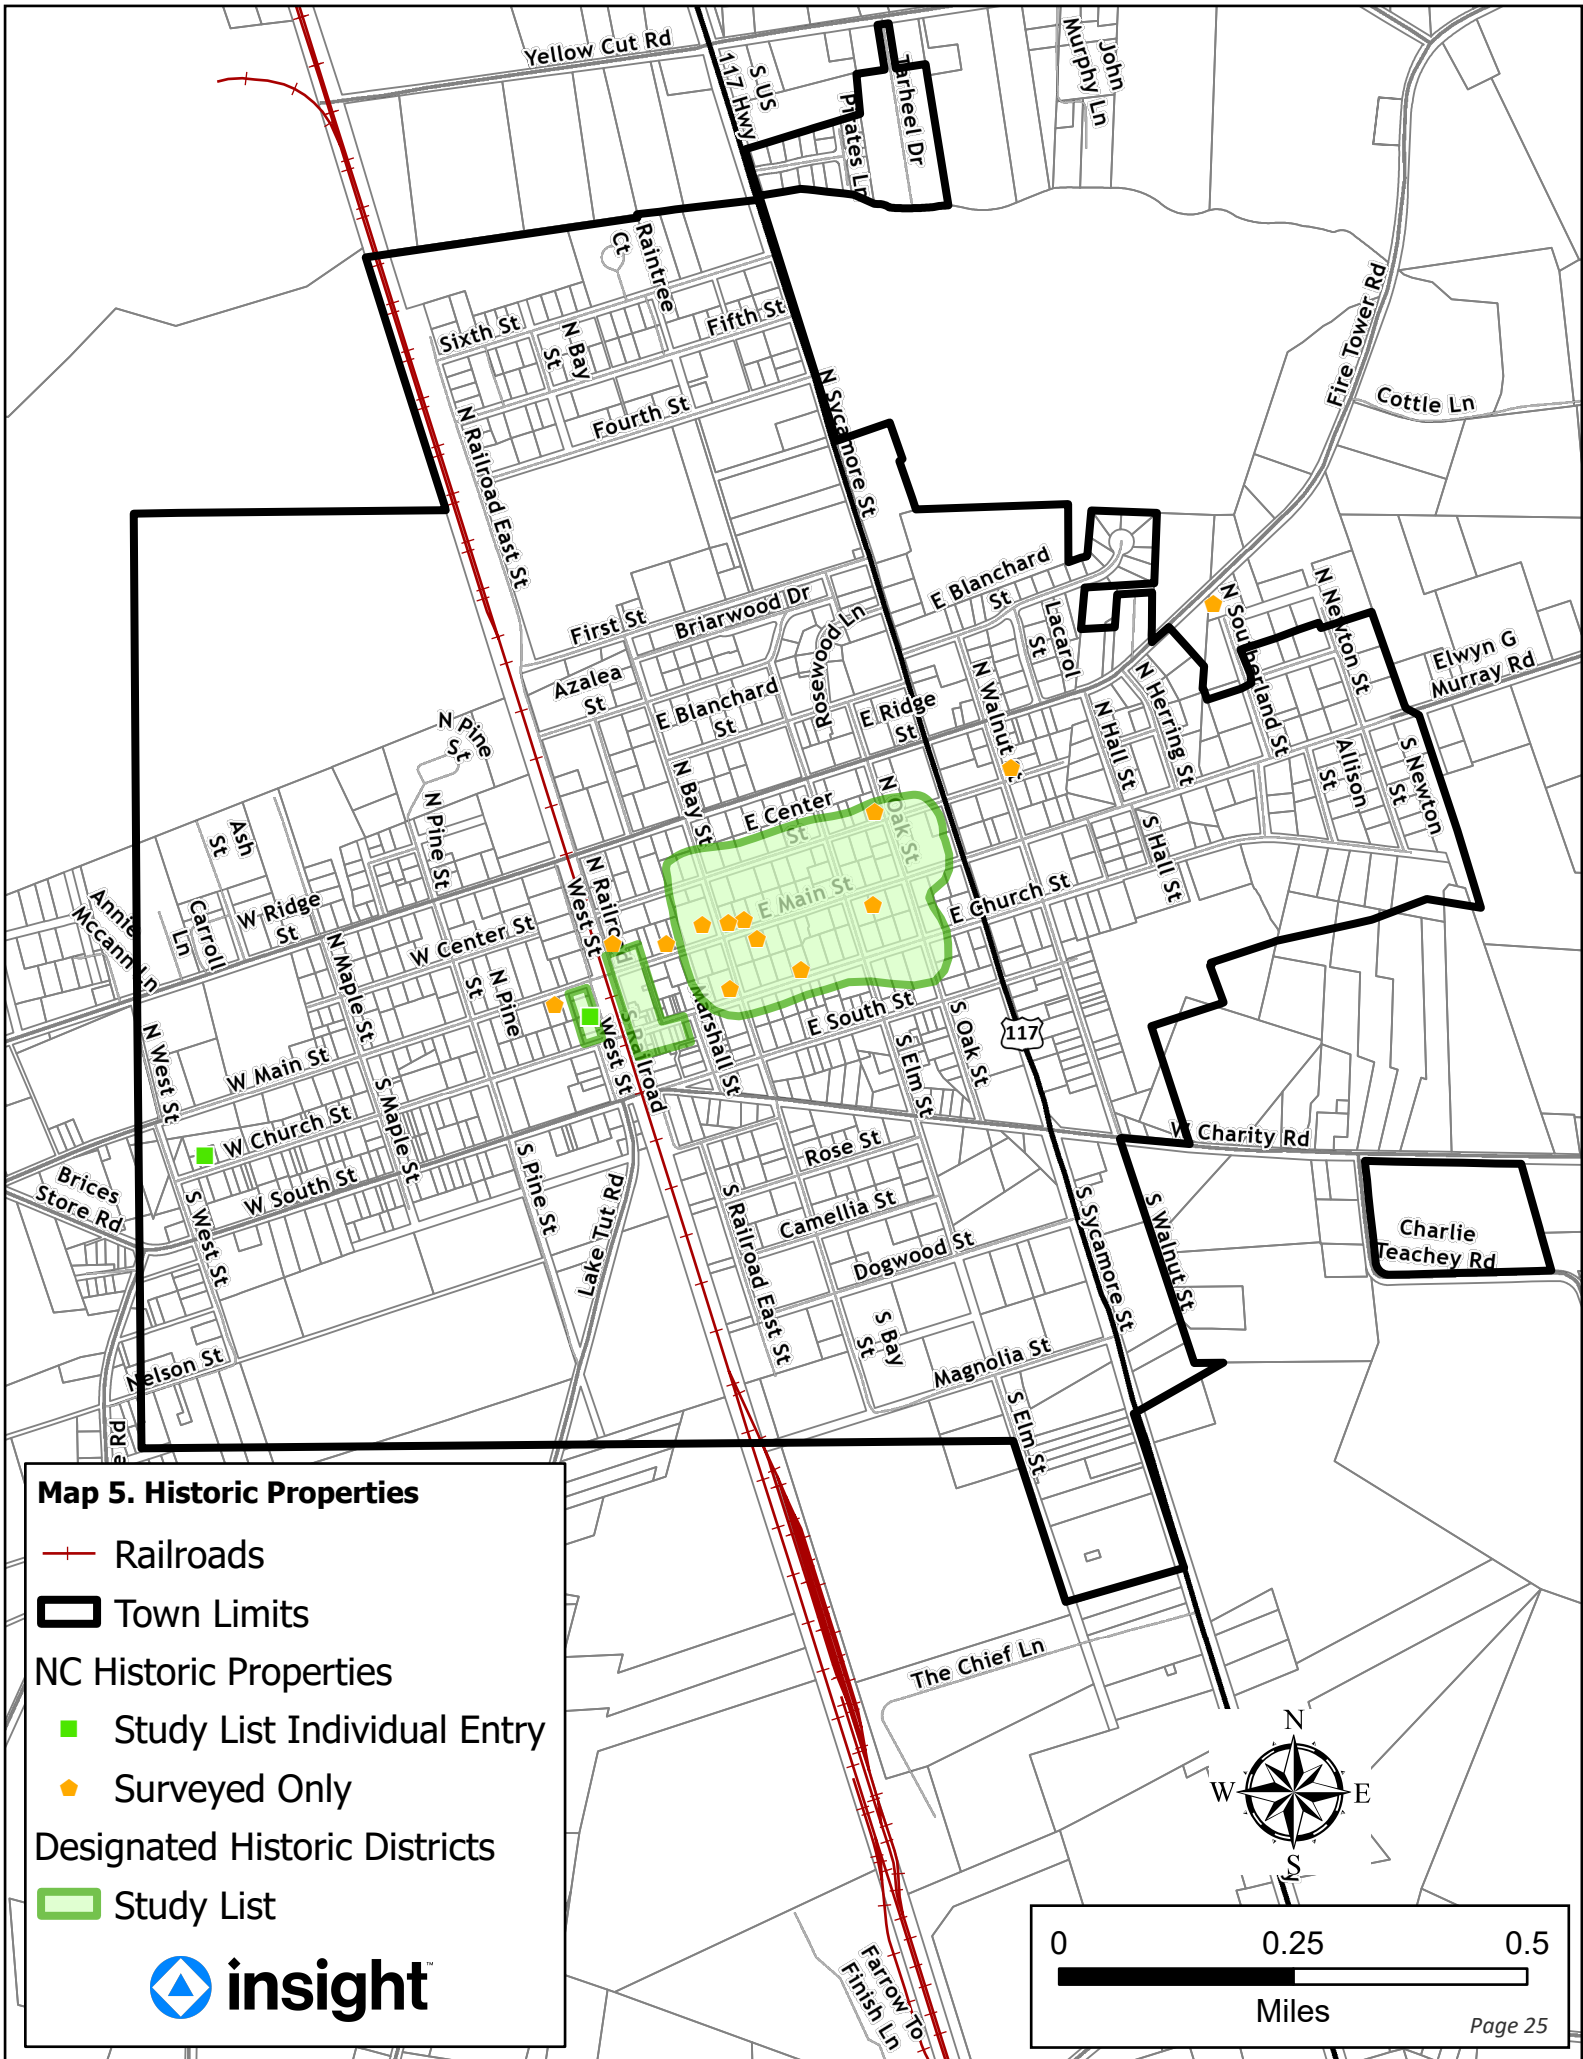 Yellow Cut Rd
S US
117 Hwy
Pirates Ln
Tarheel Dr
John
Murphy Ln
Raintree
Ct
Sixth St
N Bay
St
Fifth St
Fourth St
N Railroad East St
N Sycamore St
Fire Tower Rd
Cottle Ln
First St
Briarwood Dr
Rosewood Ln
E Blanchard
St
Lacarol
St
N Southerland St
N Newton St
Elwyn G
Murray Rd
Azalea
St
E Blanchard
St
E Ridge
St
N Walnut St
N Herring St
N Hall St
Allison
St
S Newton
St
N Pine
St
N Pine St
N Bay St
E Center
St
N Oak St
S Hall St
Ash
St
Annie
Mccann Ln
Carroll
Ln
W Ridge
St
N Maple St
W Center St
N Pine
St
N Railroad
West St
E Main St
E Church St
N West St
W Main St
S Maple St
West St
S Railroad
Marshall St
E South St
S Elm St
S Oak St
117
W Charity Rd
W Church St
W South St
Brices
Store Rd
S West St
S Pine St
Lake Tut Rd
Rose St
Camellia St
Dogwood St
S Railroad East St
S Bay
St
S Sycamore St
S Walnut St
Charlie
Teachey Rd
Nelson St
e Rd
Magnolia St
S Elm St
The Chief Ln
Farrow To
Finish Ln
Map 5. Historic Properties
Railroads
Town Limits
NC Historic Properties
Study List Individual Entry
Surveyed Only
Designated Historic Districts
Study List
insight™
N
W E
S
0 0.25 0.5
Miles
Page 25